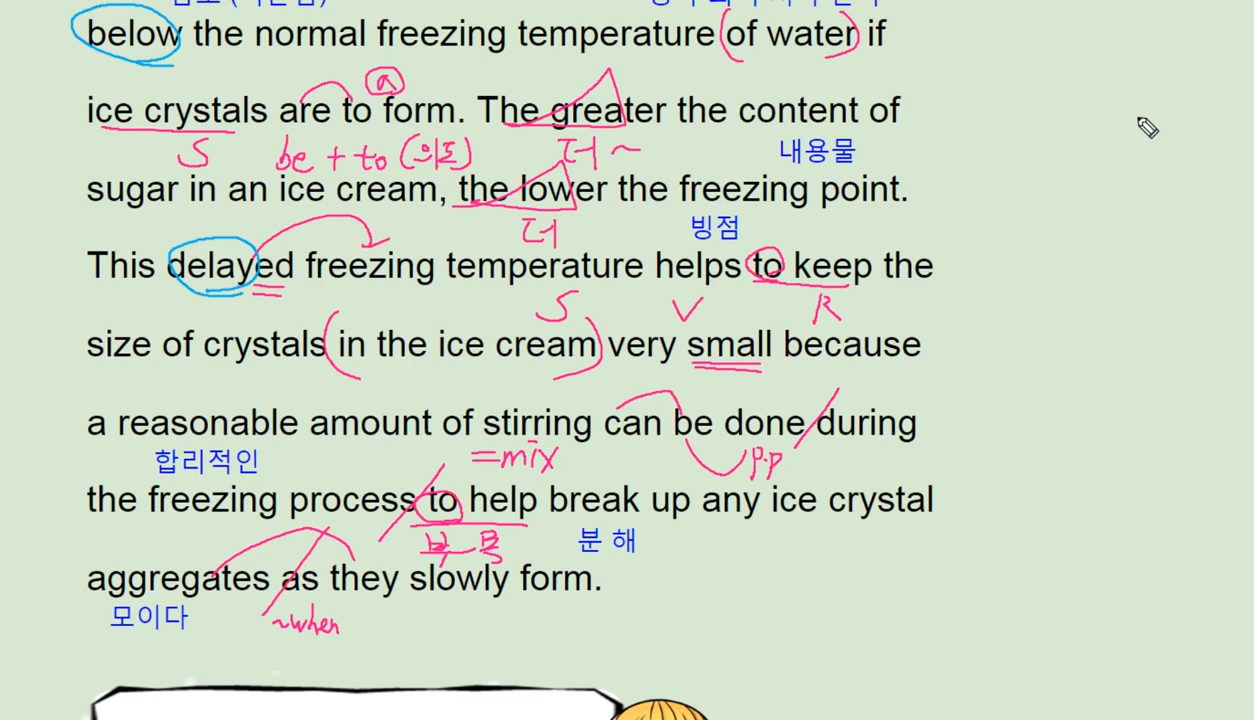 below the normal freezing temperature (of water) if
ⓐ
ice crystals are to form. The greater the content of
S be + to (의도) 더 ~ 내용물
sugar in an ice cream, the lower the freezing point.
더 빙점
This delayed freezing temperature helps to keep the
S V R
size of crystals (in the ice cream) very small because
a reasonable amount of stirring can be done / during
합리적인 =mix p.p
the freezing process / to help break up any ice crystal
부.목 분 해
aggregates as they slowly form.
모이다 ~when